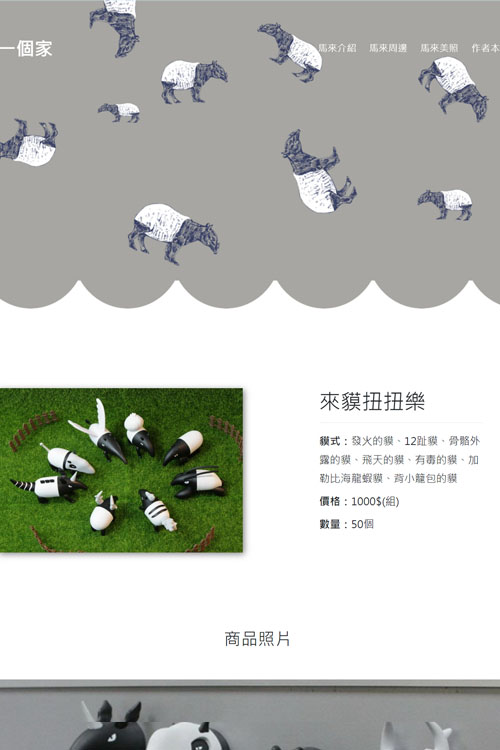 一個家
馬來介紹 馬來周邊 馬來美照 作者本
來貘扭扭樂
貘式：發火的貘、12趾貘、骨骼外
露的貘、飛天的貘、有毒的貘、加
勒比海龍蝦貘、背小籠包的貘
價格：1000$(組)
數量：50個
商品照片